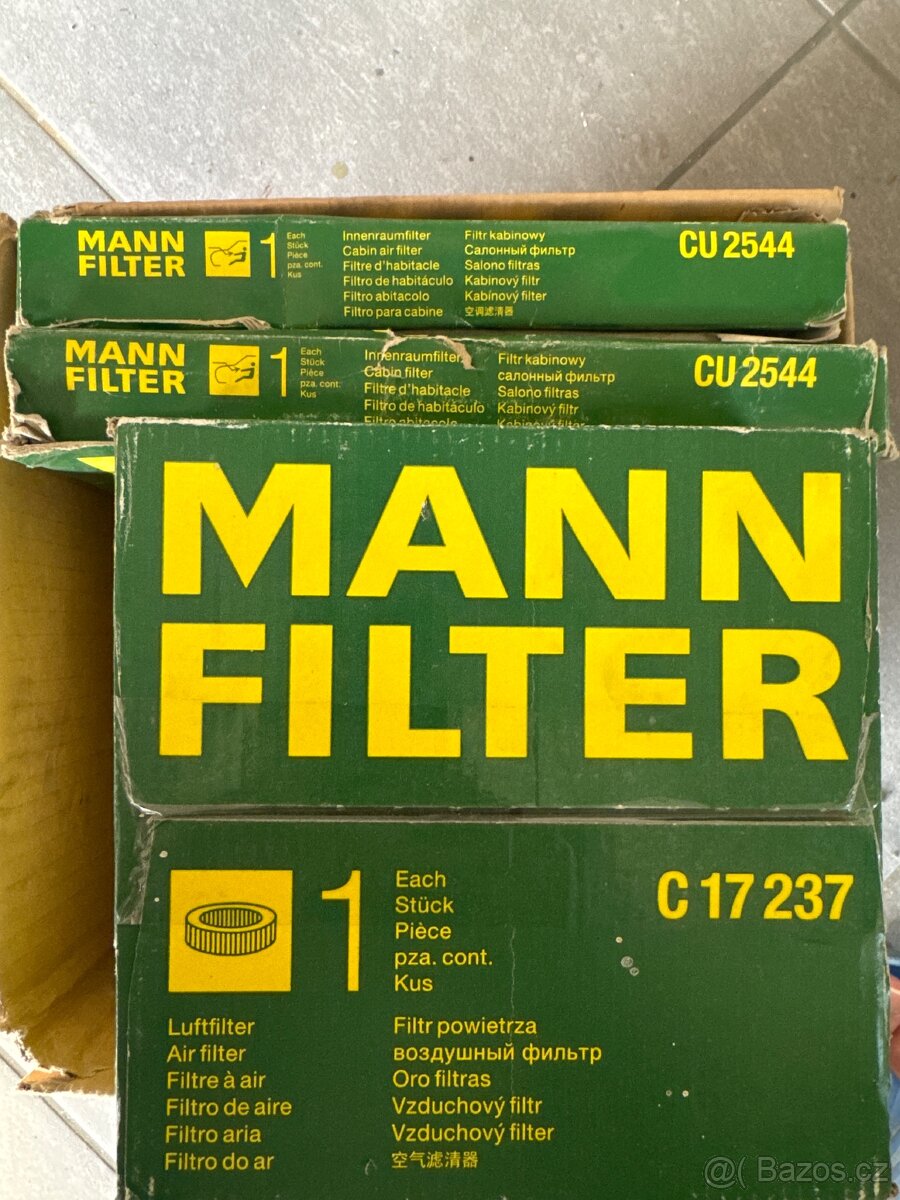 MANN
FILTER
1
Each
Stück
Pièce
pza. cont.
Kus
Innenraumfilter
Cabin air filter
Filtre d'habitacle
Filtro de habitáculo
Filtro abitacolo
Filtro para cabine
Filtr kabinowy
Салонный фильтр
Salono filtras
Kabinový filtr
Kabínový filter
空调滤清器
CU 2544
MANN
FILTER
1
Each
Stück
Pièce
pza. cont.
Kus
Innenraumfilter
Cabin filter
Filtre d'habitacle
Filtro de habitáculo
Filtro abitacolo
Filtr kabinowy
салонный фильтр
Salono filtras
Kabinový filtr
Kabínový filter
CU 2544
MANN
FILTER
1
Each
Stück
Pièce
pza. cont.
Kus
C 17 237
Luftfilter
Air filter
Filtre à air
Filtro de aire
Filtro aria
Filtro do ar
Filtr powietrza
воздушный фильтр
Oro filtras
Vzduchový filtr
Vzduchový filter
空气滤清器
@( Bazos.cz